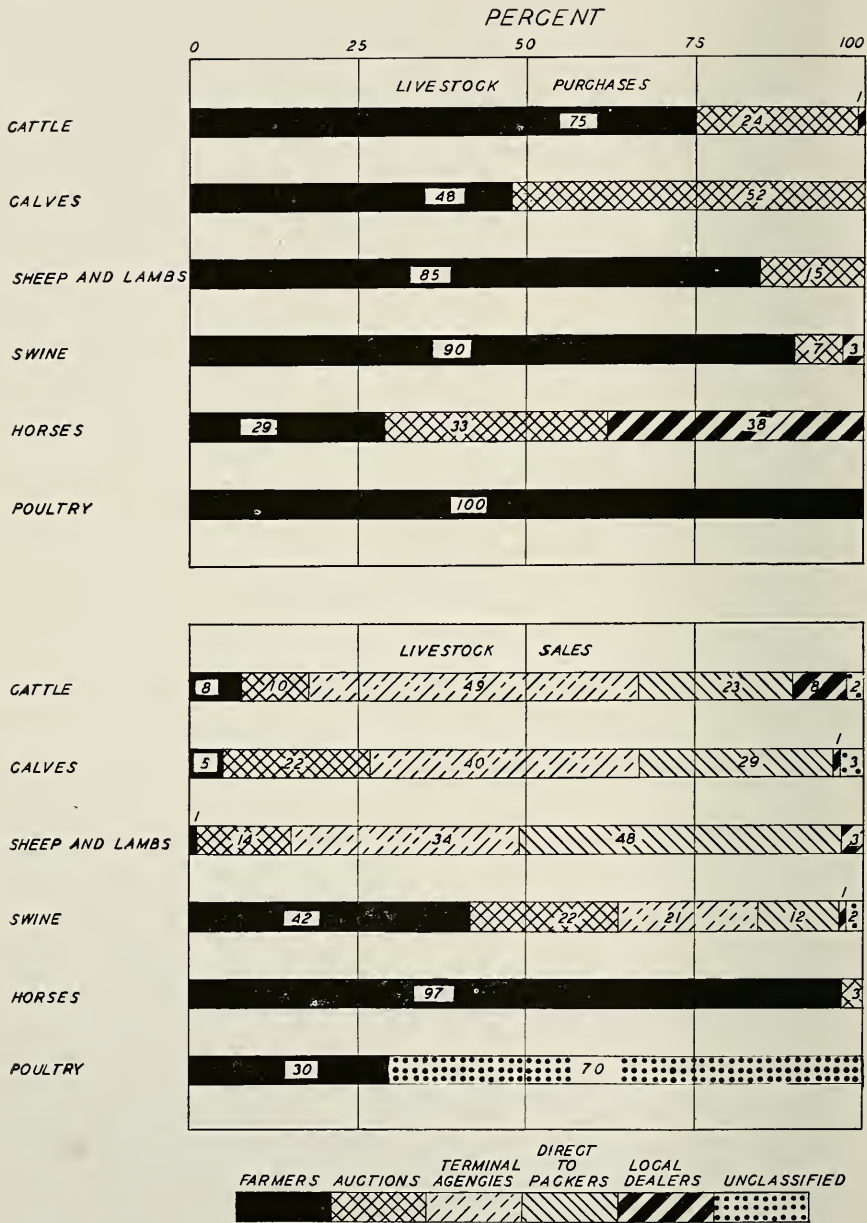 PERCENT
0 25 50 75 100
LIVESTOCK PURCHASES
1
CATTLE 75 24
CALVES 48 52
SHEEP AND LAMBS 85 15
SWINE 90 7 3
HORSES 29 33 38
POULTRY 100
LIVESTOCK SALES
CATTLE 8 10 49 23 8 2
1
CALVES 5 22 40 29 3
1
SHEEP AND LAMBS 14 34 48 3
1
SWINE 42 22 21 12 2
HORSES 97 3
POULTRY 30 70
DIRECT
TERMINAL TO LOCAL
FARMERS AUCTIONS AGENCIES PACKERS DEALERS UNCLASSIFIED